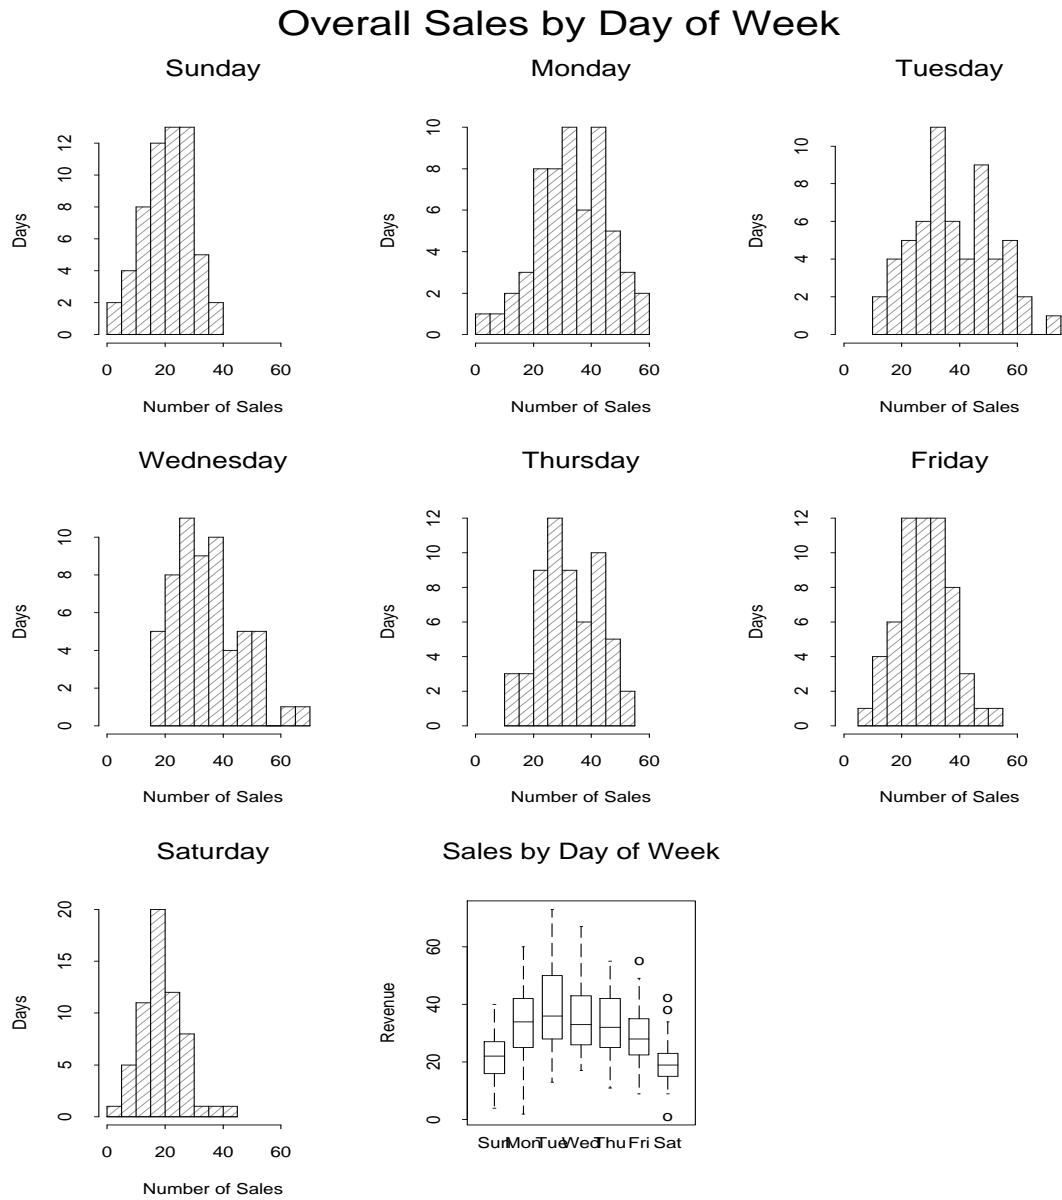 Overall Sales by Day of Week
Sunday
Monday
Tuesday
Days
0 2 4 6 8 10 12
0 20 40 60
Number of Sales
Days
0 2 4 6 8 10
0 20 40 60
Number of Sales
Days
0 2 4 6 8 10
0 20 40 60
Number of Sales
Wednesday
Thursday
Friday
Days
0 2 4 6 8 10
0 20 40 60
Number of Sales
Days
0 2 4 6 8 10 12
0 20 40 60
Number of Sales
Days
0 2 4 6 8 10 12
0 20 40 60
Number of Sales
Saturday
Sales by Day of Week
Days
0 5 10 15 20
0 20 40 60
Number of Sales
Revenue
0 20 40 60
Sun Mon Tue Wed Thu Fri Sat